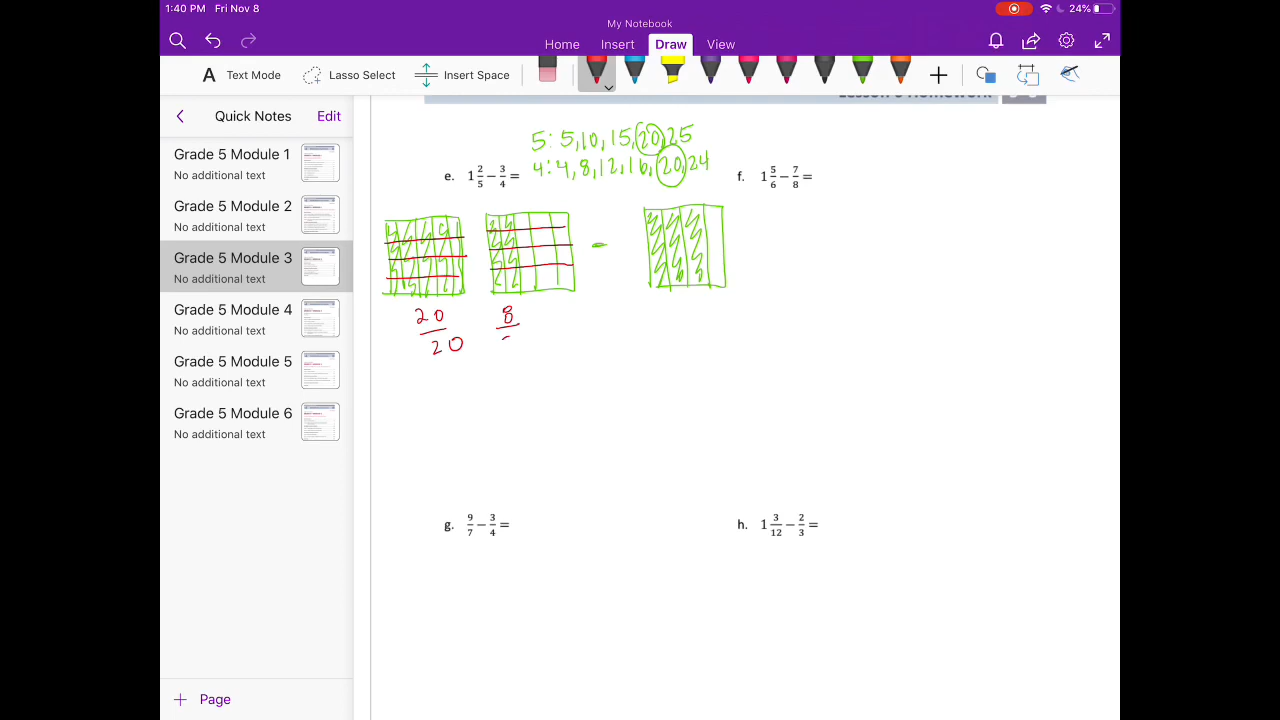 1:40 PM Fri Nov 8
24%
My Notebook
Home Insert Draw View
Text Mode Lasso Select Insert Space
Quick Notes Edit
Grade 5 Module 1
No additional text
Grade 5 Module 2
No additional text
Grade 5 Module 3
No additional text
Grade 5 Module 4
No additional text
Grade 5 Module 5
No additional text
Grade 5 Module 6
No additional text
Page
5: 5, 10, 15, 20, 25
4: 4, 8, 12, 16, 20, 24
e. 1 2/5 − 3/4 =
f. 1 5/6 − 7/8 =
-
20/20
8
g. 9/7 − 3/4 =
h. 1 3/12 − 2/3 =